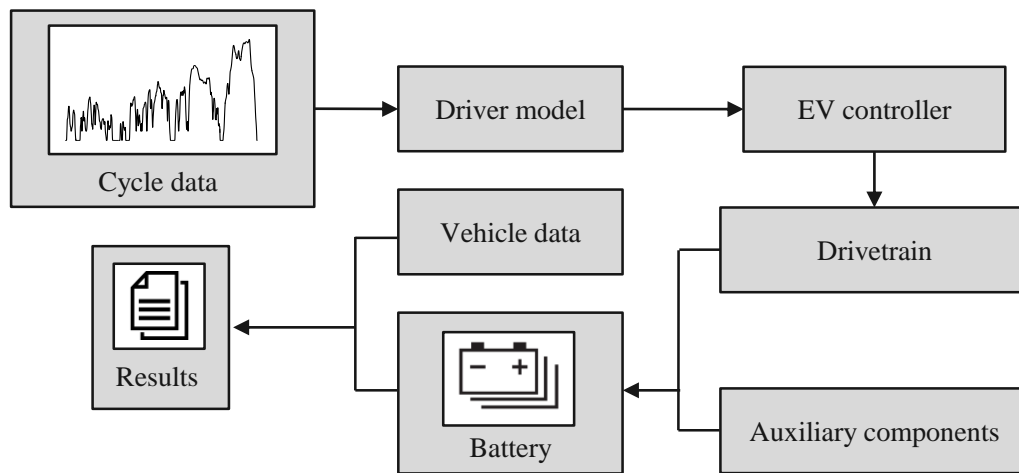 Cycle data
Driver model
EV controller
Vehicle data
Drivetrain
Results
Battery
Auxiliary components